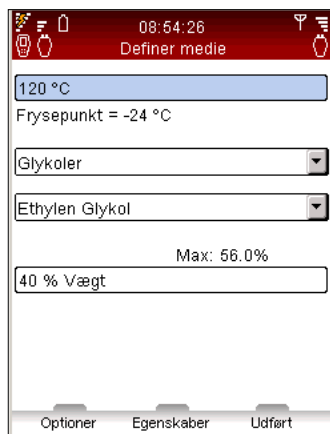 08:54:26
Definer medie
120 °C
Frysepunkt = -24 °C
Glykoler
Ethylen Glykol
Max: 56.0%
40 % Vægt
Optioner Egenskaber Udført